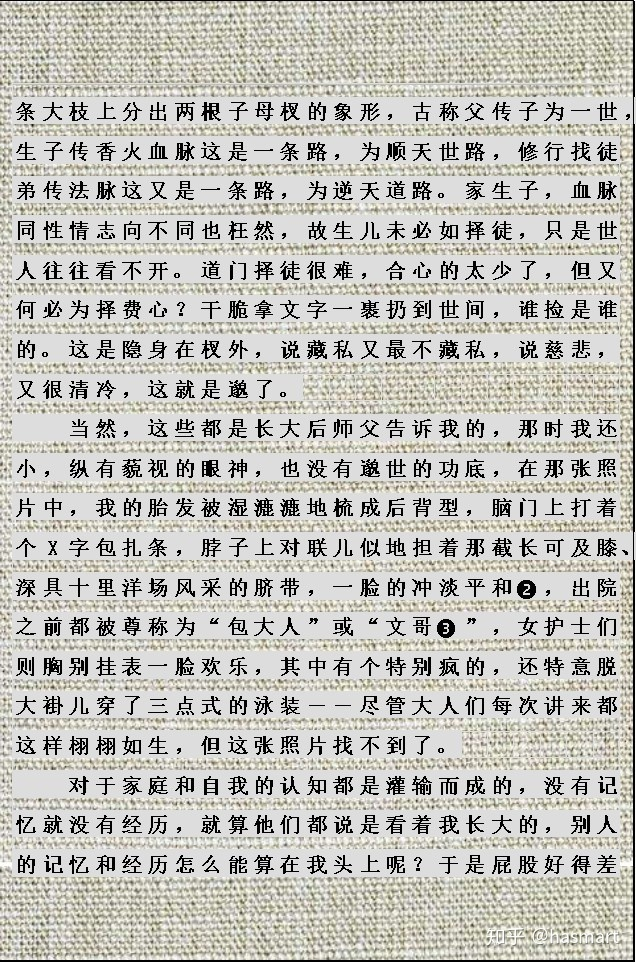 条大枝上分出两根子母杈的象形，古称父传子为一世，
生子传香火血脉这是一条路，为顺天世路，修行找徒
弟传法脉这又是一条路，为逆天道路。家生子，血脉
同性情志向不同也枉然，故生儿未必如择徒，只是世
人往往看不开。道门择徒很难，合心的太少了，但又
何必为择费心？干脆拿文字一裹扔到世间，谁捡是谁
的。这是隐身在杈外，说藏私又最不藏私，说慈悲，
又很清冷，这就是邈了。
当然，这些都是长大后师父告诉我的，那时我还
小，纵有藐视的眼神，也没有邈世的功底，在那张照
片中，我的胎发被湿漉漉地梳成后背型，脑门上打着
个X字包扎条，脖子上对联儿似地担着那截长可及膝、
深具十里洋场风采的脐带，一脸的冲淡平和❷，出院
之前都被尊称为“包大人”或“文哥❸”，女护士们
则胸别挂表一脸欢乐，其中有个特别疯的，还特意脱
大褂儿穿了三点式的泳装——尽管大人们每次讲来都
这样栩栩如生，但这张照片找不到了。
对于家庭和自我的认知都是灌输而成的，没有记
忆就没有经历，就算他们都说是看着我长大的，别人
的记忆和经历怎么能算在我头上呢？于是屁股好得差
知乎 @hasmart